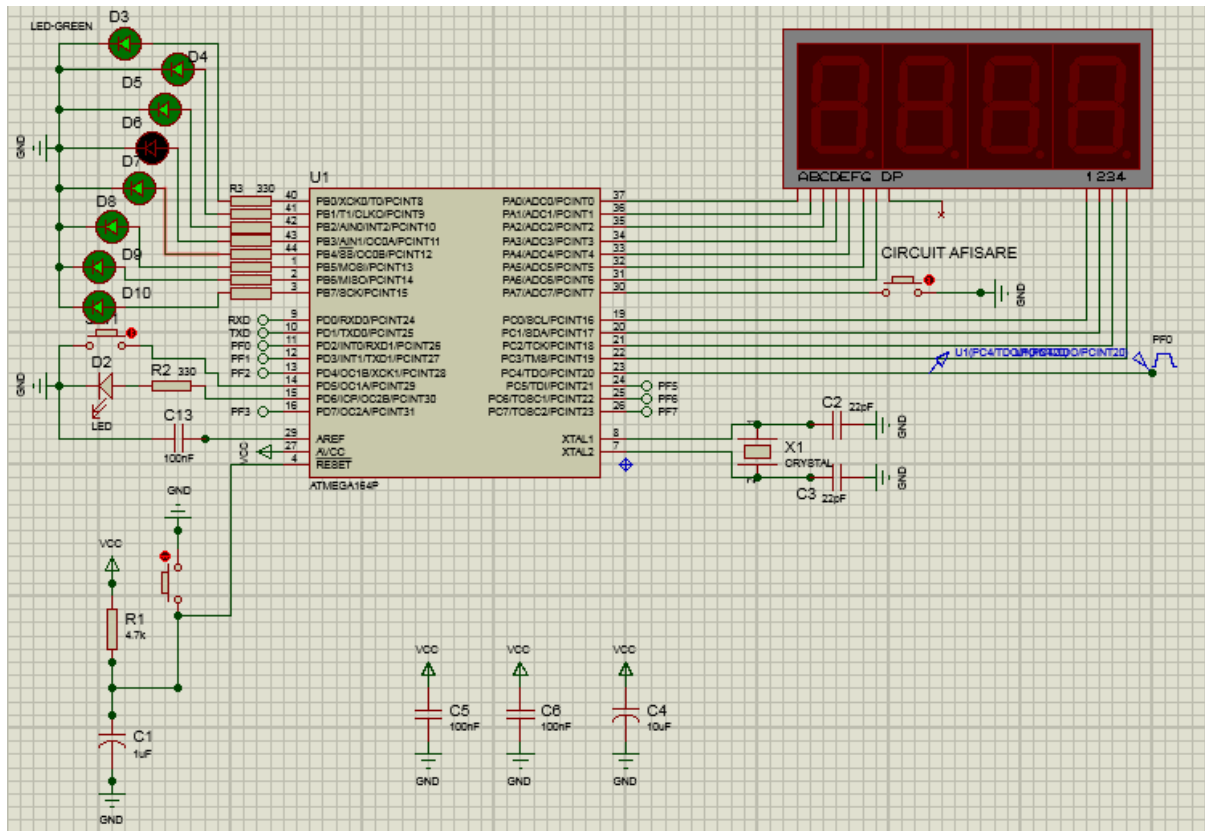 D3
LED-GREEN
D4
D5
D6
D7
D8
D9
D10
GND
R3 330
U1
40 PB0/XCK0/T0/PCINT8
41 PB1/T1/CLKO/PCINT9
42 PB2/AIN0/INT2/PCINT10
43 PB3/AIN1/OC0A/PCINT11
44 PB4/SS/OC0B/PCINT12
1 PB5/MOSI/PCINT13
2 PB6/MISO/PCINT14
3 PB7/SCK/PCINT15
RXD 9 PD0/RXD0/PCINT24
TXD 10 PD1/TXD0/PCINT25
PF0 11 PD2/INT0/RXD1/PCINT26
PF1 12 PD3/INT1/TXD1/PCINT27
PF2 13 PD4/OC1B/XCK1/PCINT28
14 PD5/OC1A/PCINT29
15 PD6/ICP/OC2B/PCINT30
PF3 16 PD7/OC2A/PCINT31
29 AREF
27 AVCC
4 RESET
PA0/ADC0/PCINT0 37
PA1/ADC1/PCINT1 36
PA2/ADC2/PCINT2 35
PA3/ADC3/PCINT3 34
PA4/ADC4/PCINT4 33
PA5/ADC5/PCINT5 32
PA6/ADC6/PCINT6 31
PA7/ADC7/PCINT7 30
PC0/SCL/PCINT16 19
PC1/SDA/PCINT17 20
PC2/TCK/PCINT18 21
PC3/TMS/PCINT19 22
PC4/TDO/PCINT20 23
PC5/TDI/PCINT21 24 PF5
PC6/TOSC1/PCINT22 25 PF6
PC7/TOSC2/PCINT23 26 PF7
XTAL1 8
XTAL2 7
ATMEGA164P
ABCDEFG DP
1234
CIRCUIT AFISARE
GND
U1(PC4/TDO/
PF0
D2
LED
R2 330
GND
C13
100nF
VCC
C2 22pF
GND
X1
CRYSTAL
C3 22pF
GND
GND
VCC
R1
4.7k
C1
1uF
GND
VCC
C5
100nF
GND
VCC
C6
100nF
GND
VCC
C4
10uF
GND